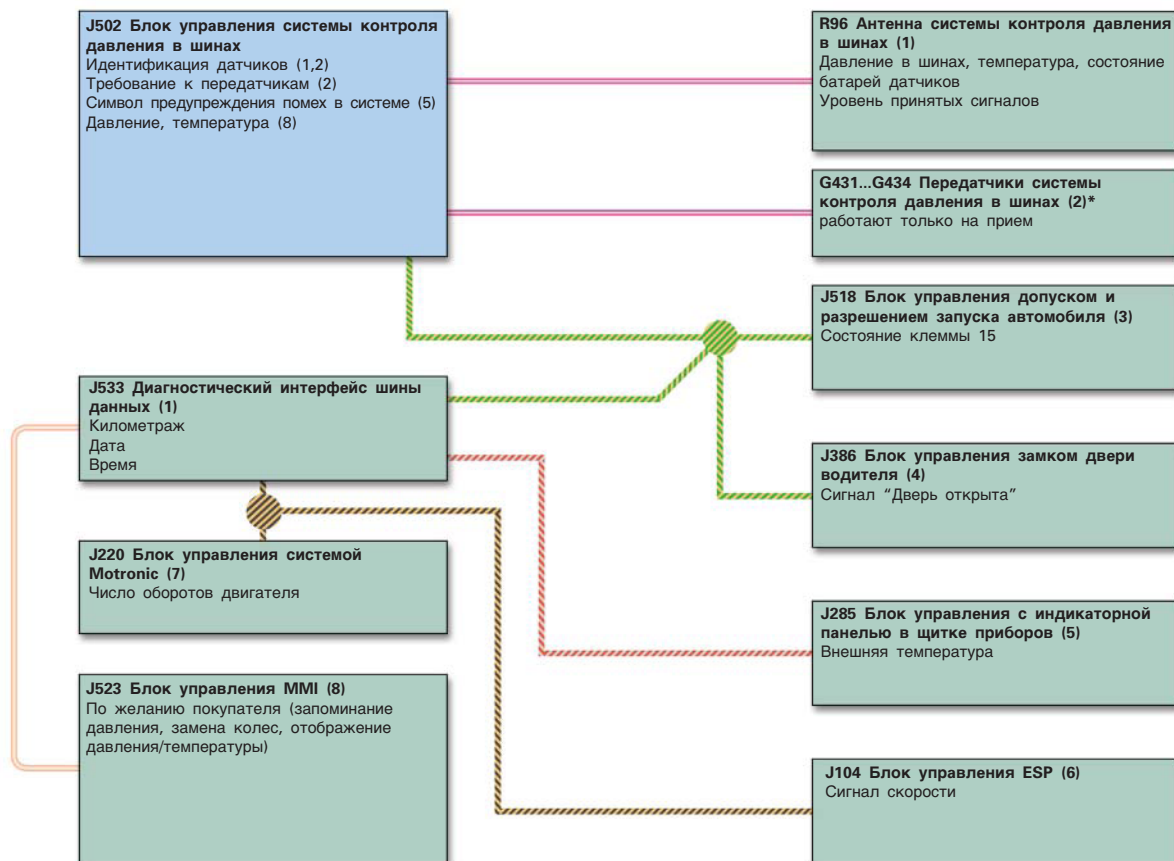 J502 Блок управления системы контроля
давления в шинах
Идентификация датчиков (1,2)
Требование к передатчикам (2)
Символ предупреждения помех в системе (5)
Давление, температура (8)
R96 Антенна системы контроля давления
в шинах (1)
Давление в шинах, температура, состояние
батарей датчиков
Уровень принятых сигналов
G431...G434 Передатчики системы
контроля давления в шинах (2)*
работают только на прием
J518 Блок управления допуском и
разрешением запуска автомобиля (3)
Состояние клеммы 15
J533 Диагностический интерфейс шины
данных (1)
Километраж
Дата
Время
J386 Блок управления замком двери
водителя (4)
Сигнал “Дверь открыта”
J220 Блок управления системой
Motronic (7)
Число оборотов двигателя
J285 Блок управления с индикаторной
панелью в щитке приборов (5)
Внешняя температура
J523 Блок управления MMI (8)
По желанию покупателя (запоминание
давления, замена колес, отображение
давления/температуры)
J104 Блок управления ESP (6)
Сигнал скорости